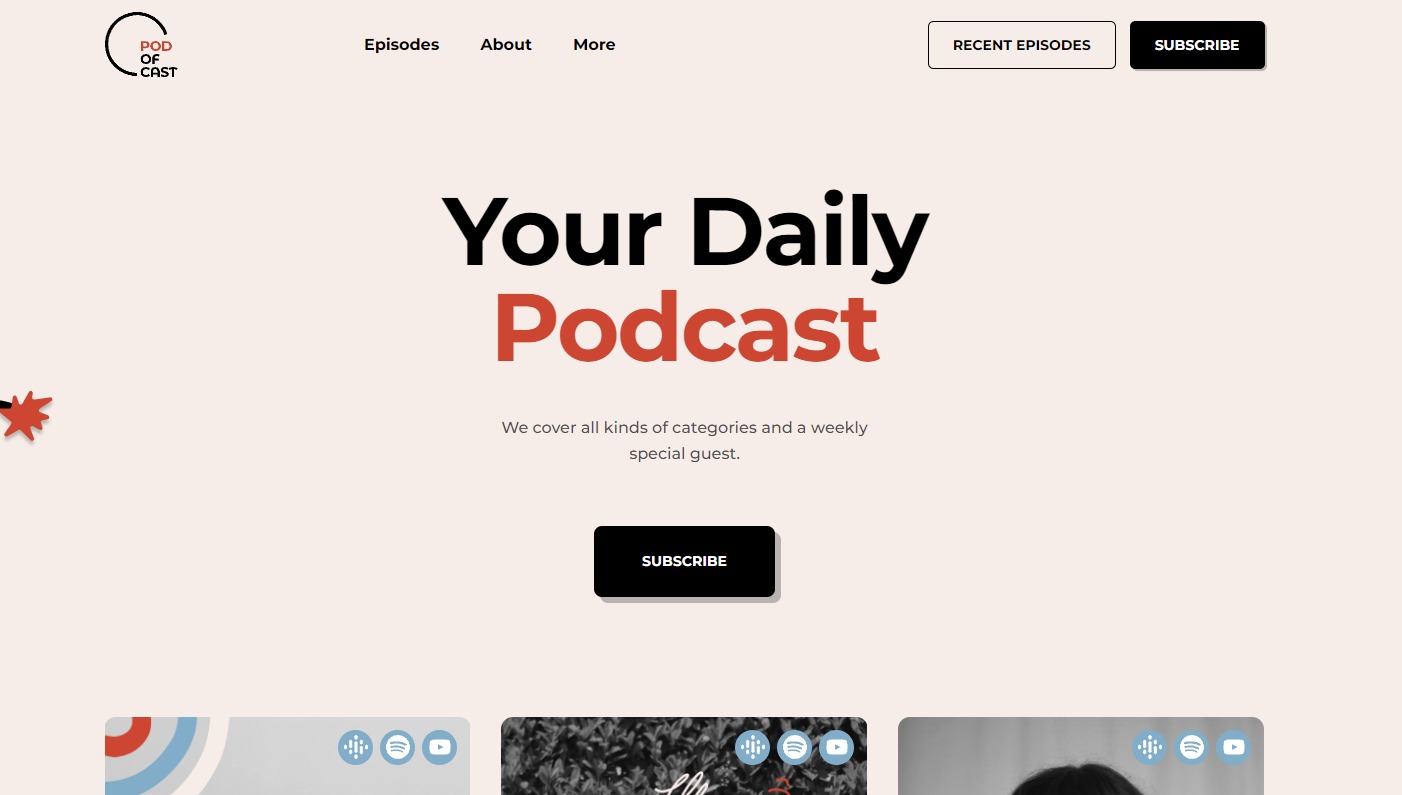 POD
OF
CAST
Episodes
About
More
RECENT EPISODES
SUBSCRIBE
Your Daily
Podcast
We cover all kinds of categories and a weekly
special guest.
SUBSCRIBE